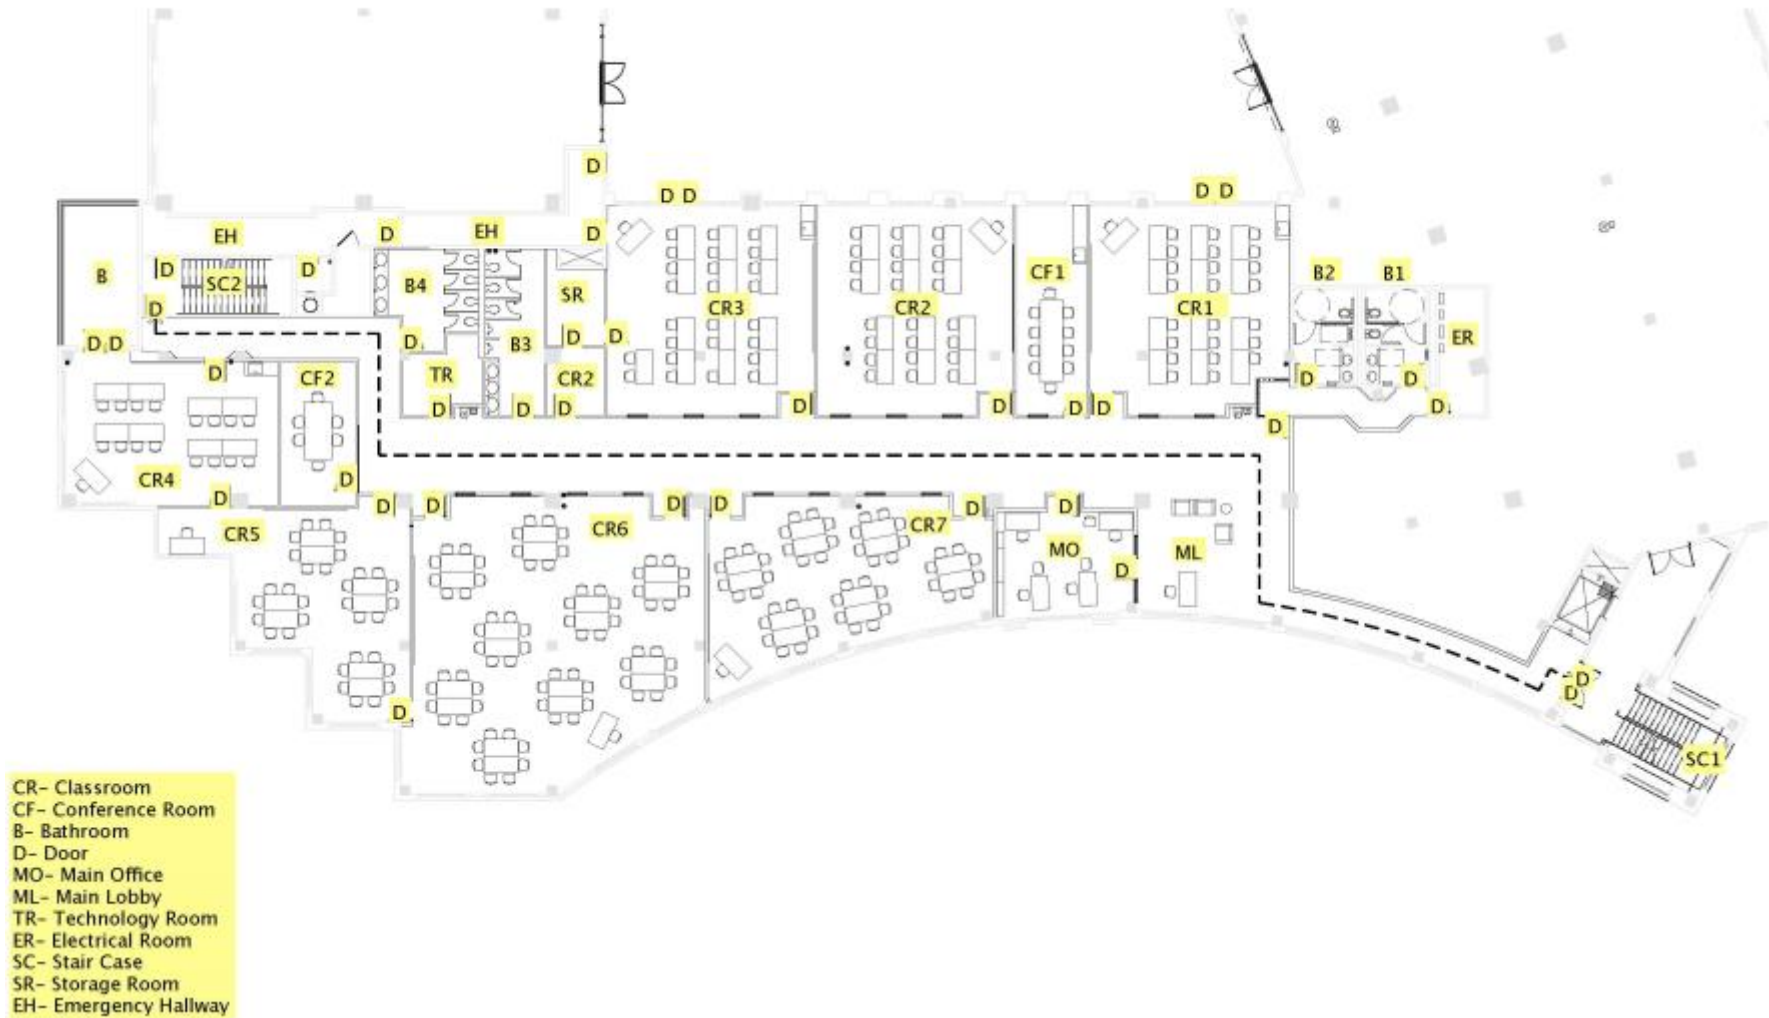 D
D D
D D
EH
D
EH
D
D
D
B
SC2
B4
SR
CF1
B2
B1
D
CR3
CR2
CR1
D D
D
B3
D
D
ER
D
CF2
TR
CR2
D
D
D
D
D
D
D
D
D
D
D
CR4
D
D
D
D
D
D
D
D
CR5
CR6
CR7
MO
ML
D
D
D
D
SC1
CR- Classroom
CF- Conference Room
B- Bathroom
D- Door
MO- Main Office
ML- Main Lobby
TR- Technology Room
ER- Electrical Room
SC- Stair Case
SR- Storage Room
EH- Emergency Hallway